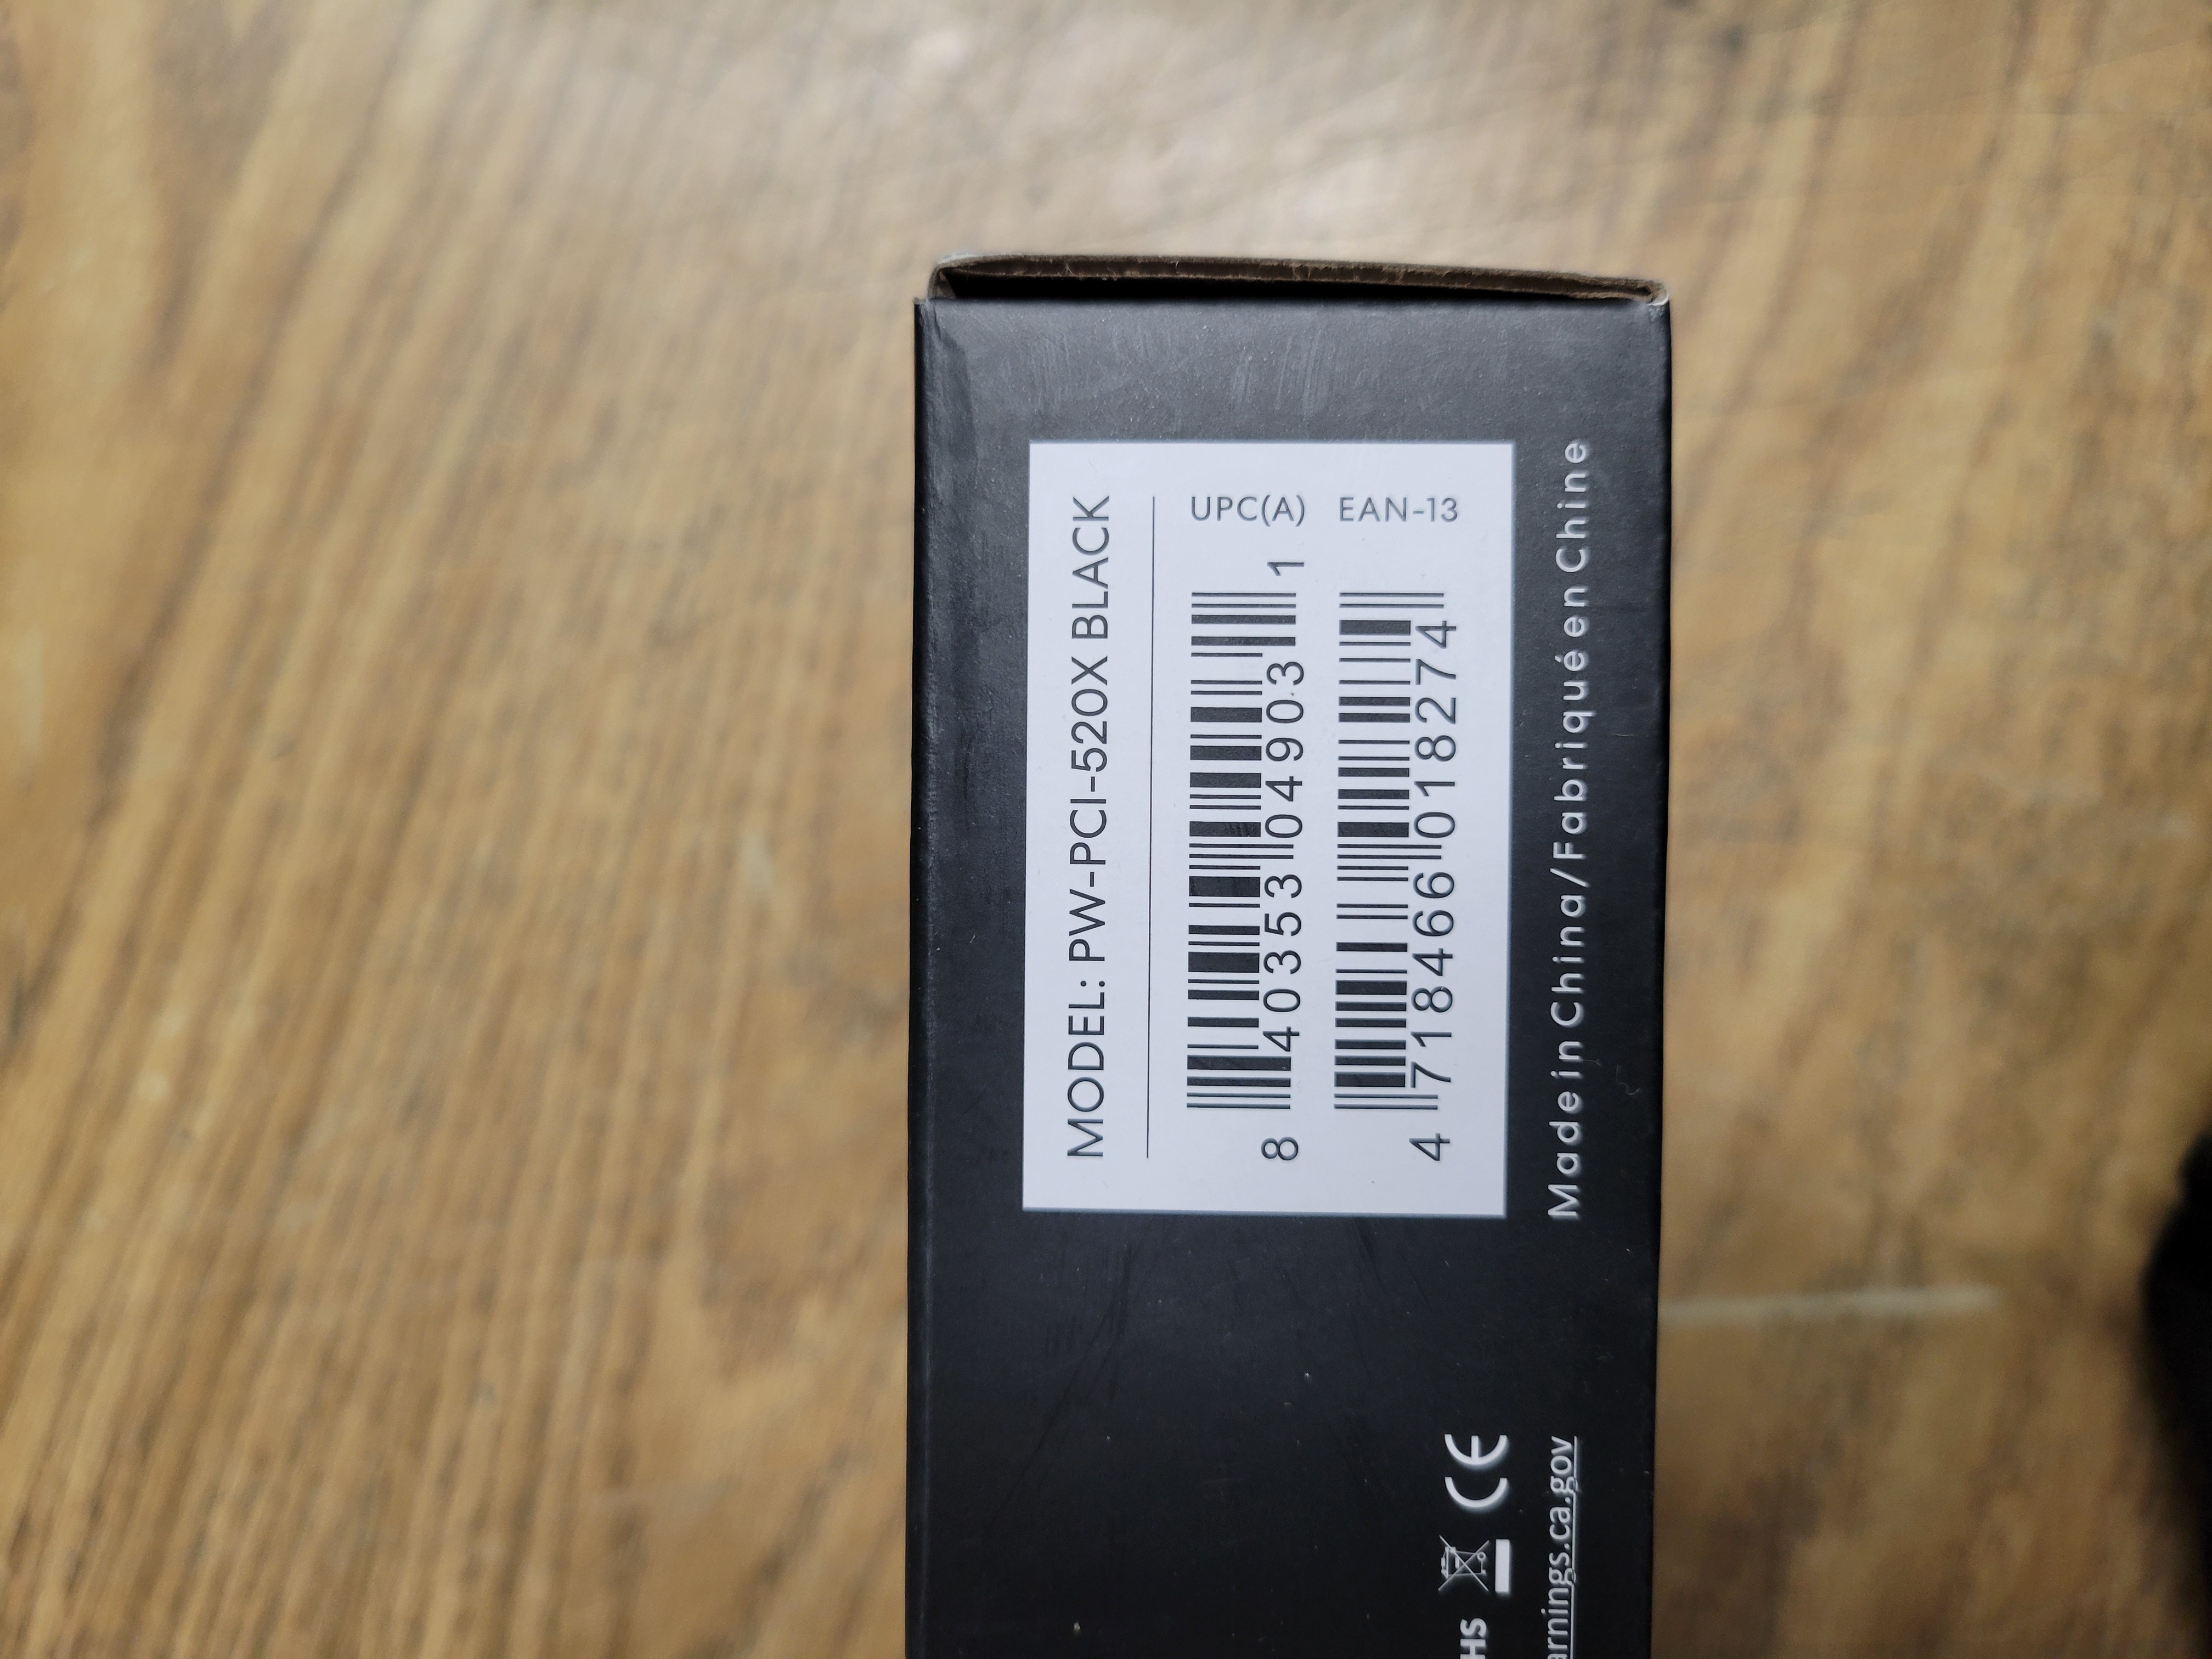 MODEL: PW-PCI-520X BLACK
UPC(A)
8 40353 04903 1
EAN-13
4 718466 018274
Made in China/Fabriqué en Chine
CE